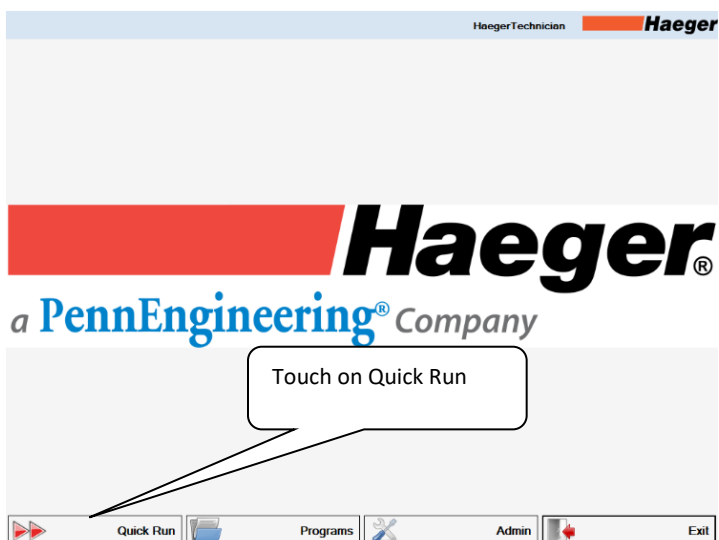 HaegerTechnician Haeger
Haeger®
a PennEngineering® Company
Touch on Quick Run
Quick Run Programs Admin Exit